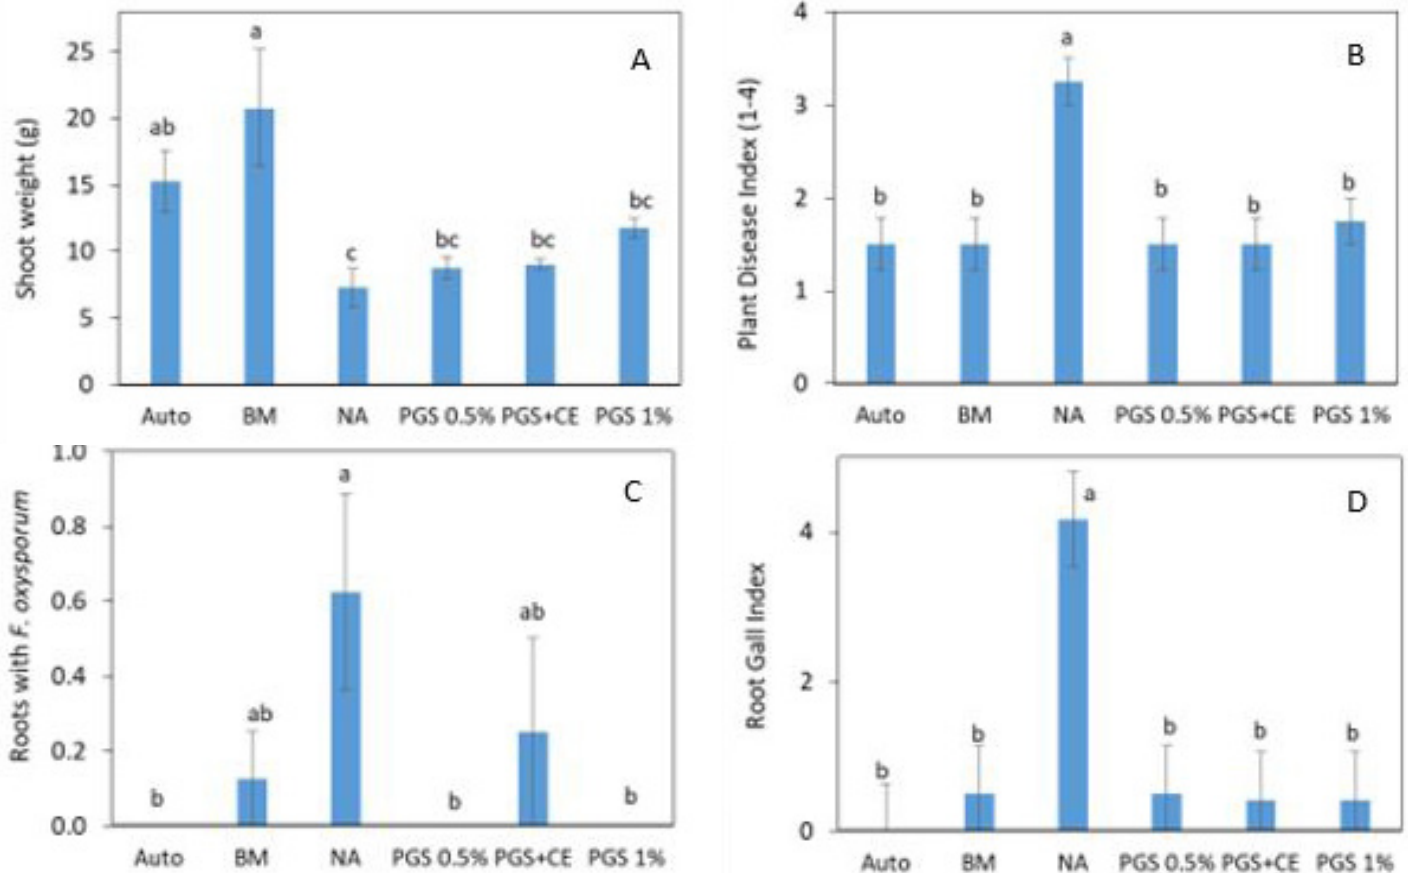 A
Shoot weight (g)
25
20
15
10
5
0
ab
a
c
bc
bc
bc
Auto BM NA PGS 0.5% PGS+CE PGS 1%
B
Plant Disease Index (1-4)
4
3
2
1
0
b
b
a
b
b
b
Auto BM NA PGS 0.5% PGS+CE PGS 1%
C
Roots with F. oxysporum
1.0
0.8
0.6
0.4
0.2
0.0
b
ab
a
b
ab
b
Auto BM NA PGS 0.5% PGS+CE PGS 1%
D
Root Gall Index
4
2
0
b
b
a
b
b
b
Auto BM NA PGS 0.5% PGS+CE PGS 1%